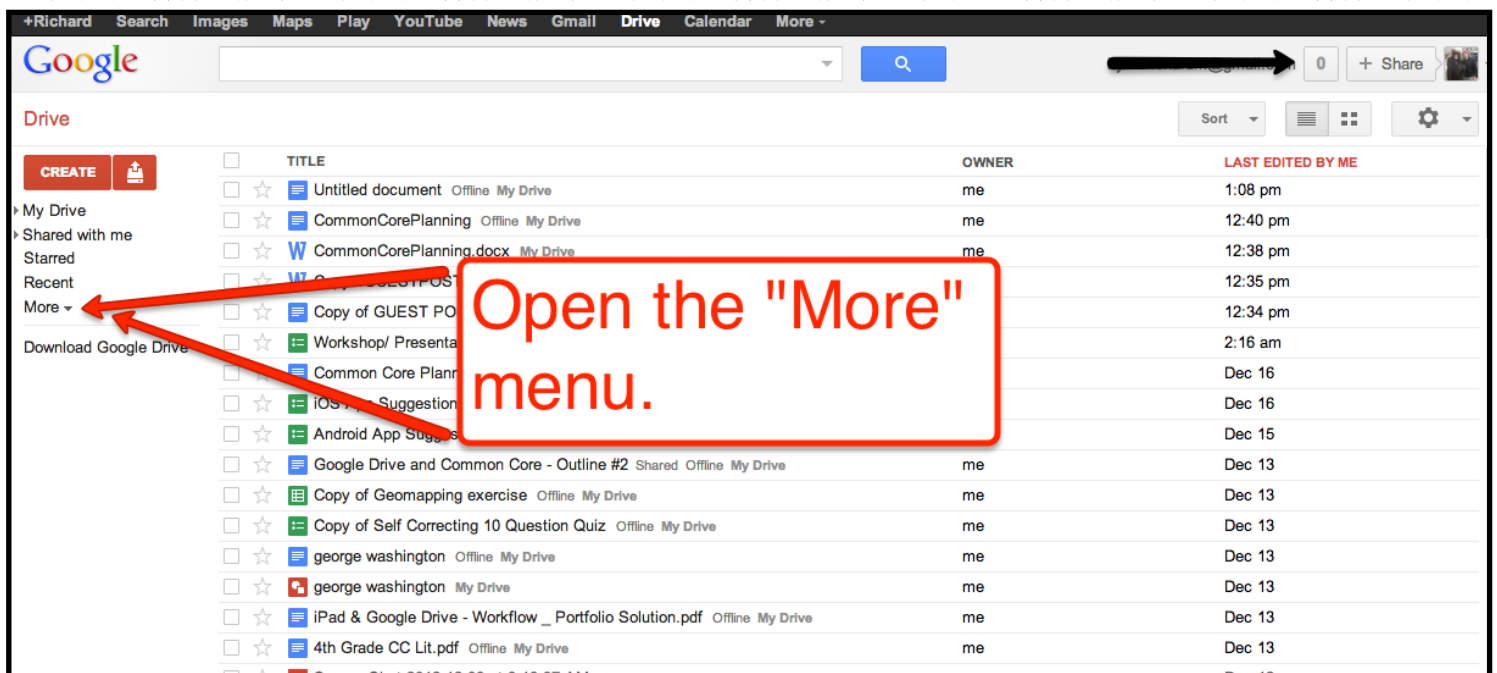 +Richard Search Images Maps Play YouTube News Gmail Drive Calendar More
Google
0 + Share
Drive
Sort
CREATE
My Drive
Shared with me
Starred
Recent
More
Download Google Drive
TITLE OWNER LAST EDITED BY ME
Untitled document Offline My Drive me 1:08 pm
CommonCorePlanning Offline My Drive me 12:40 pm
CommonCorePlanning.docx My Drive me 12:38 pm
12:35 pm
Copy of GUEST 12:34 pm
Workshop/ 2:16 am
Common Core Dec 16
iOS App Dec 16
Android App Dec 15
Google Drive and Common Core - Outline #2 Shared Offline My Drive me Dec 13
Copy of Geomapping exercise Offline My Drive me Dec 13
Copy of Self Correcting 10 Question Quiz Offline My Drive me Dec 13
george washington Offline My Drive me Dec 13
george washington My Drive me Dec 13
iPad & Google Drive - Workflow _ Portfolio Solution.pdf Offline My Drive me Dec 13
4th Grade CC Lit.pdf Offline My Drive me Dec 13
Open the "More"
menu.